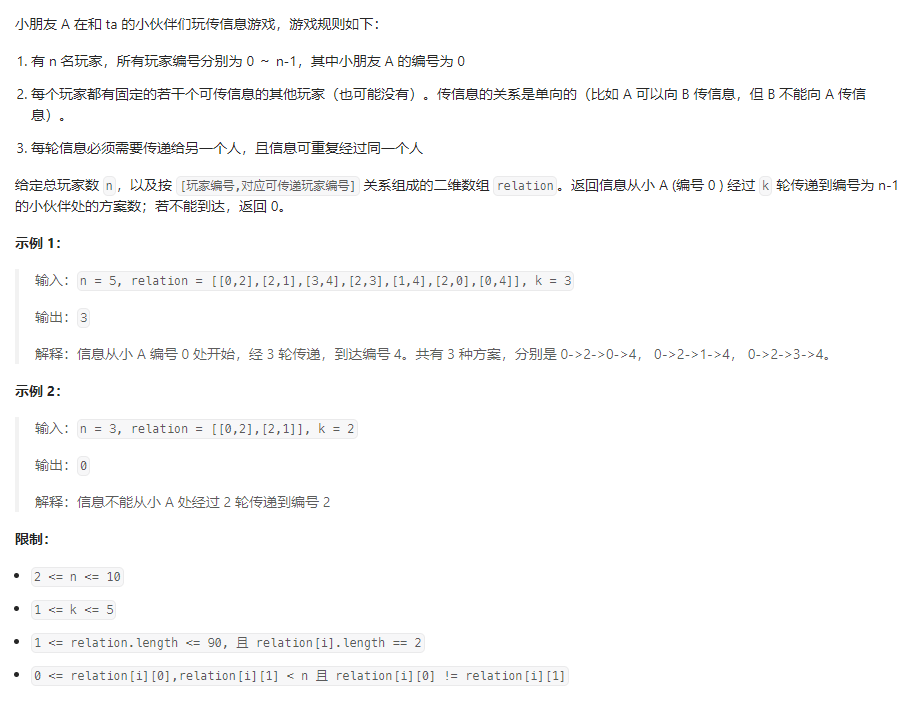 小朋友 A 在和 ta 的小伙伴们玩传信息游戏，游戏规则如下：
1. 有 n 名玩家，所有玩家编号分别为 0 ～ n-1，其中小朋友 A 的编号为 0
2. 每个玩家都有固定的若干个可传信息的其他玩家（也可能没有）。传信息的关系是单向的（比如 A 可以向 B 传信息，但 B 不能向 A 传信
息）。
3. 每轮信息必须需要传递给另一个人，且信息可重复经过同一个人
给定总玩家数 n，以及按 [玩家编号,对应可传递玩家编号] 关系组成的二维数组 relation。返回信息从小 A (编号 0 ) 经过 k 轮传递到编号为 n-1
的小伙伴处的方案数；若不能到达，返回 0。
示例 1：
输入：n = 5, relation = [[0,2],[2,1],[3,4],[2,3],[1,4],[2,0],[0,4]], k = 3
输出：3
解释：信息从小 A 编号 0 处开始，经 3 轮传递，到达编号 4。共有 3 种方案，分别是 0->2->0->4， 0->2->1->4， 0->2->3->4。
示例 2：
输入：n = 3, relation = [[0,2],[2,1]], k = 2
输出：0
解释：信息不能从小 A 处经过 2 轮传递到编号 2
限制：
• 2 <= n <= 10
• 1 <= k <= 5
• 1 <= relation.length <= 90, 且 relation[i].length == 2
• 0 <= relation[i][0],relation[i][1] < n 且 relation[i][0] != relation[i][1]